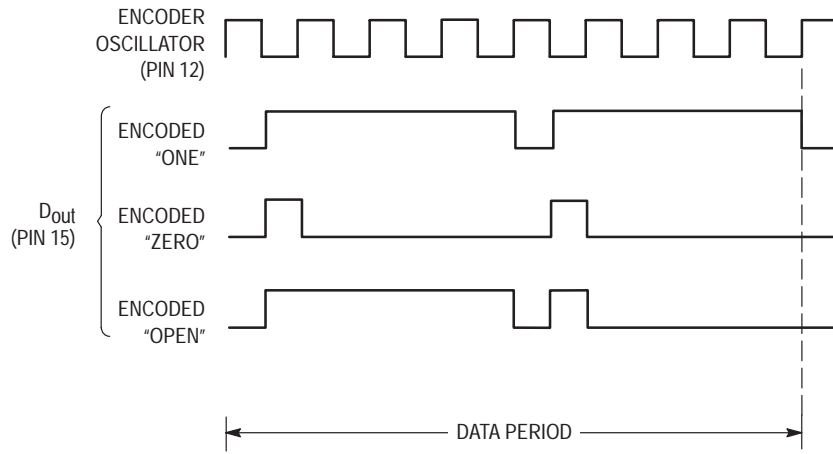 ENCODER
OSCILLATOR
(PIN 12)
ENCODED
“ONE”
Dout
(PIN 15)
ENCODED
“ZERO”
ENCODED
“OPEN”
DATA PERIOD